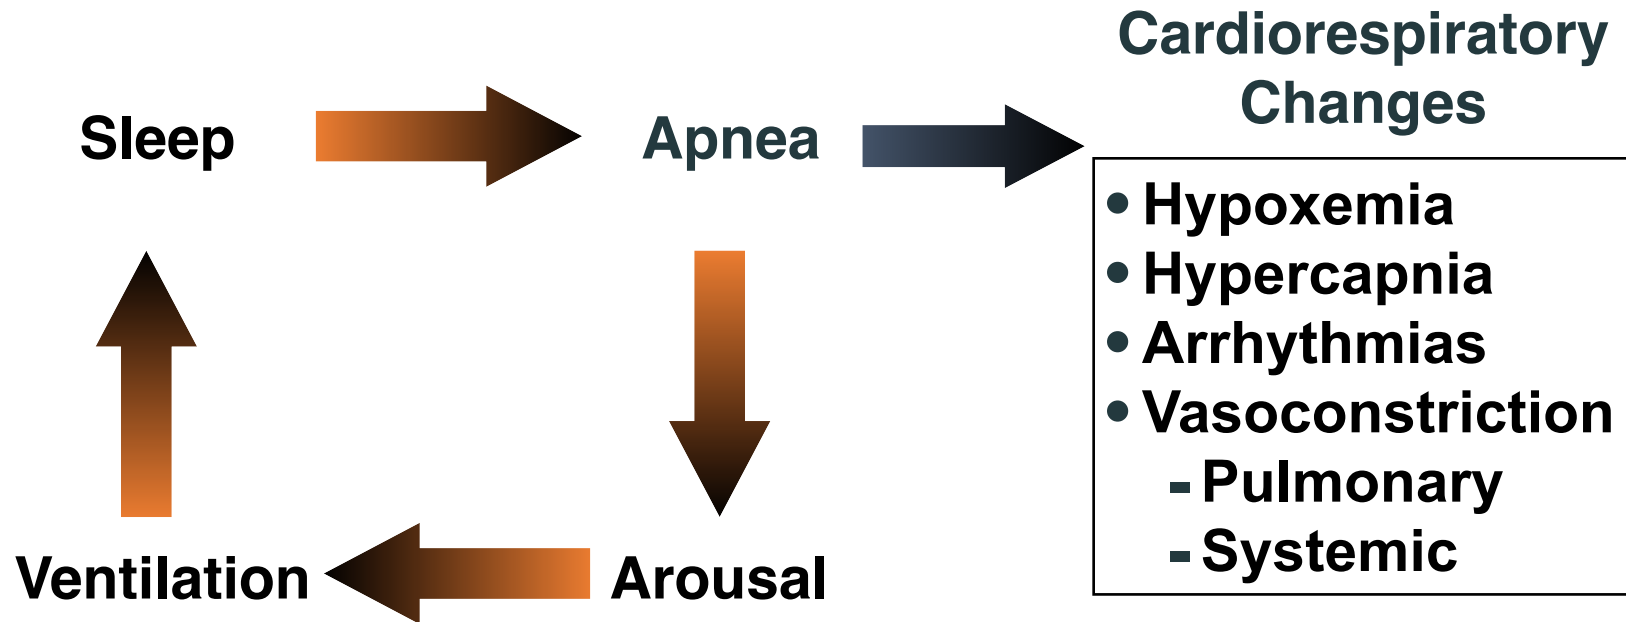 Sleep
Apnea
Cardiorespiratory
Changes
• Hypoxemia
• Hypercapnia
• Arrhythmias
• Vasoconstriction
- Pulmonary
- Systemic
Ventilation
Arousal